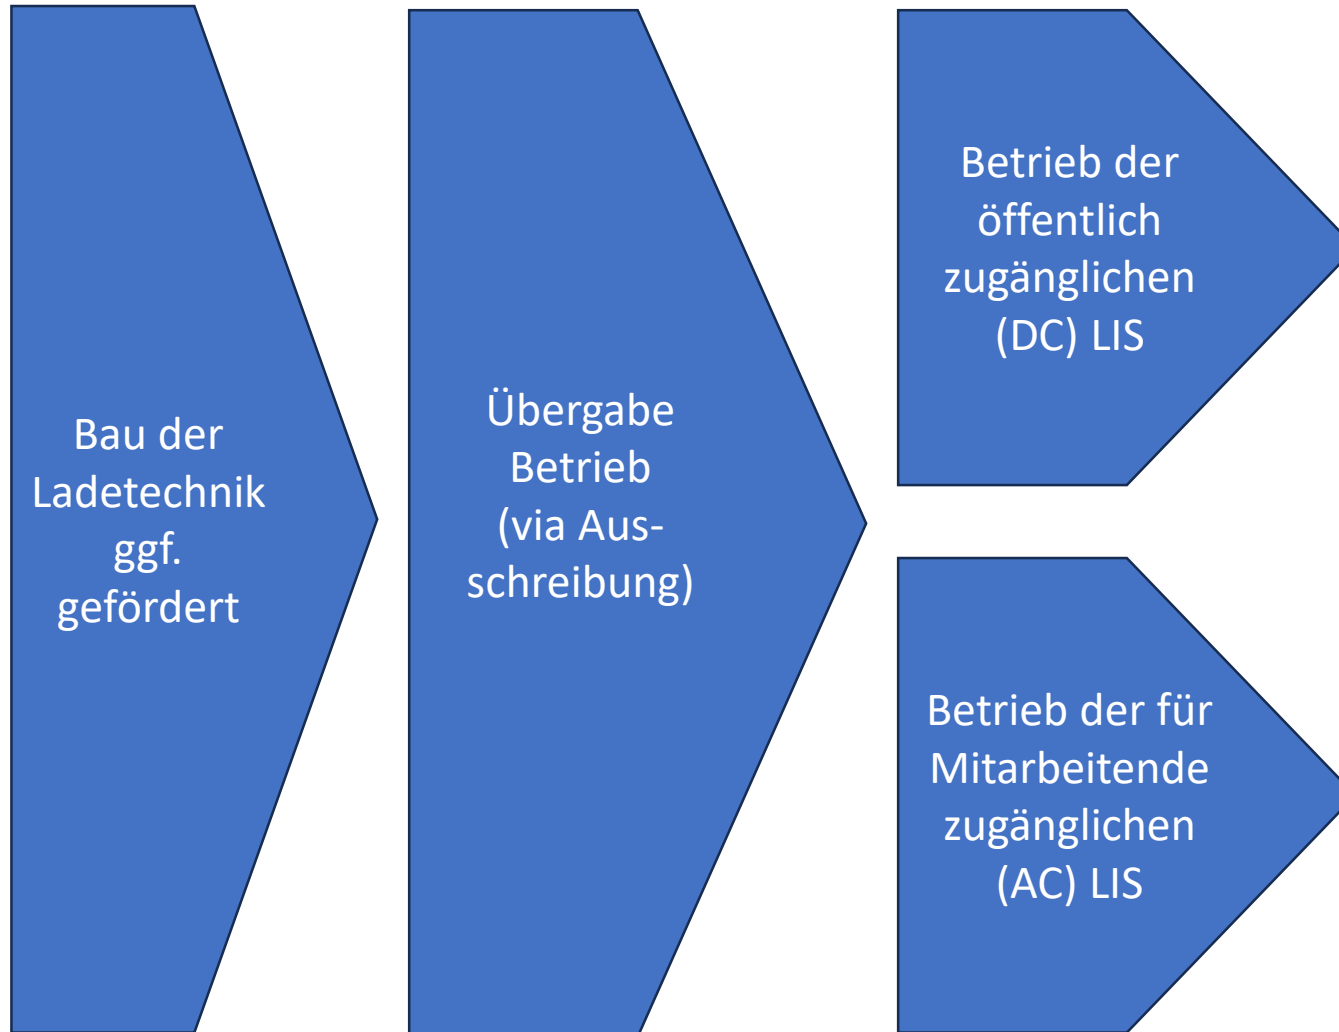 Bau der
Ladetechnik
ggf.
gefördert
Übergabe
Betrieb
(via Aus-
schreibung)
Betrieb der
öffentlich
zugänglichen
(DC) LIS
Betrieb der für
Mitarbeitende
zugänglichen
(AC) LIS